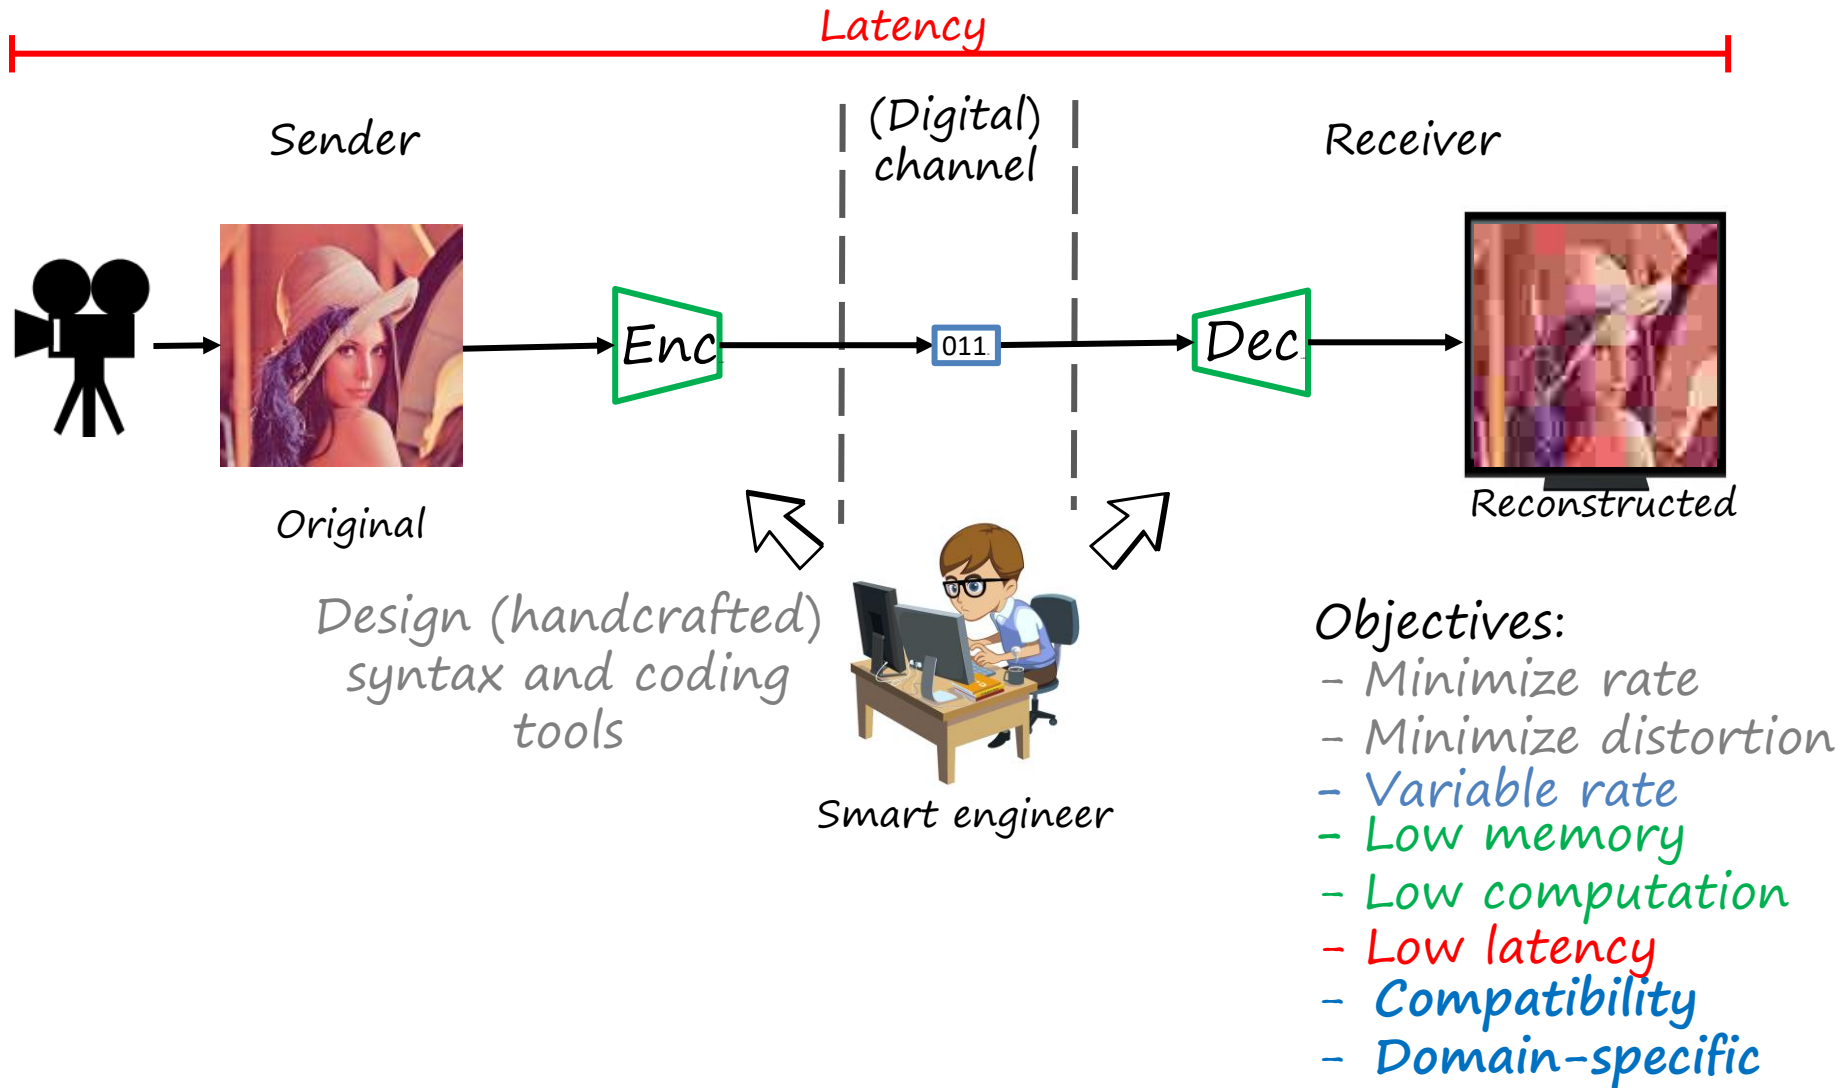 Latency
Sender
(Digital)
channel
Receiver
Enc
011
Dec
Original
Reconstructed
Design (handcrafted)
syntax and coding
tools
Smart engineer
Objectives:
- Minimize rate
- Minimize distortion
- Variable rate
- Low memory
- Low computation
- Low latency
- Compatibility
- Domain-specific